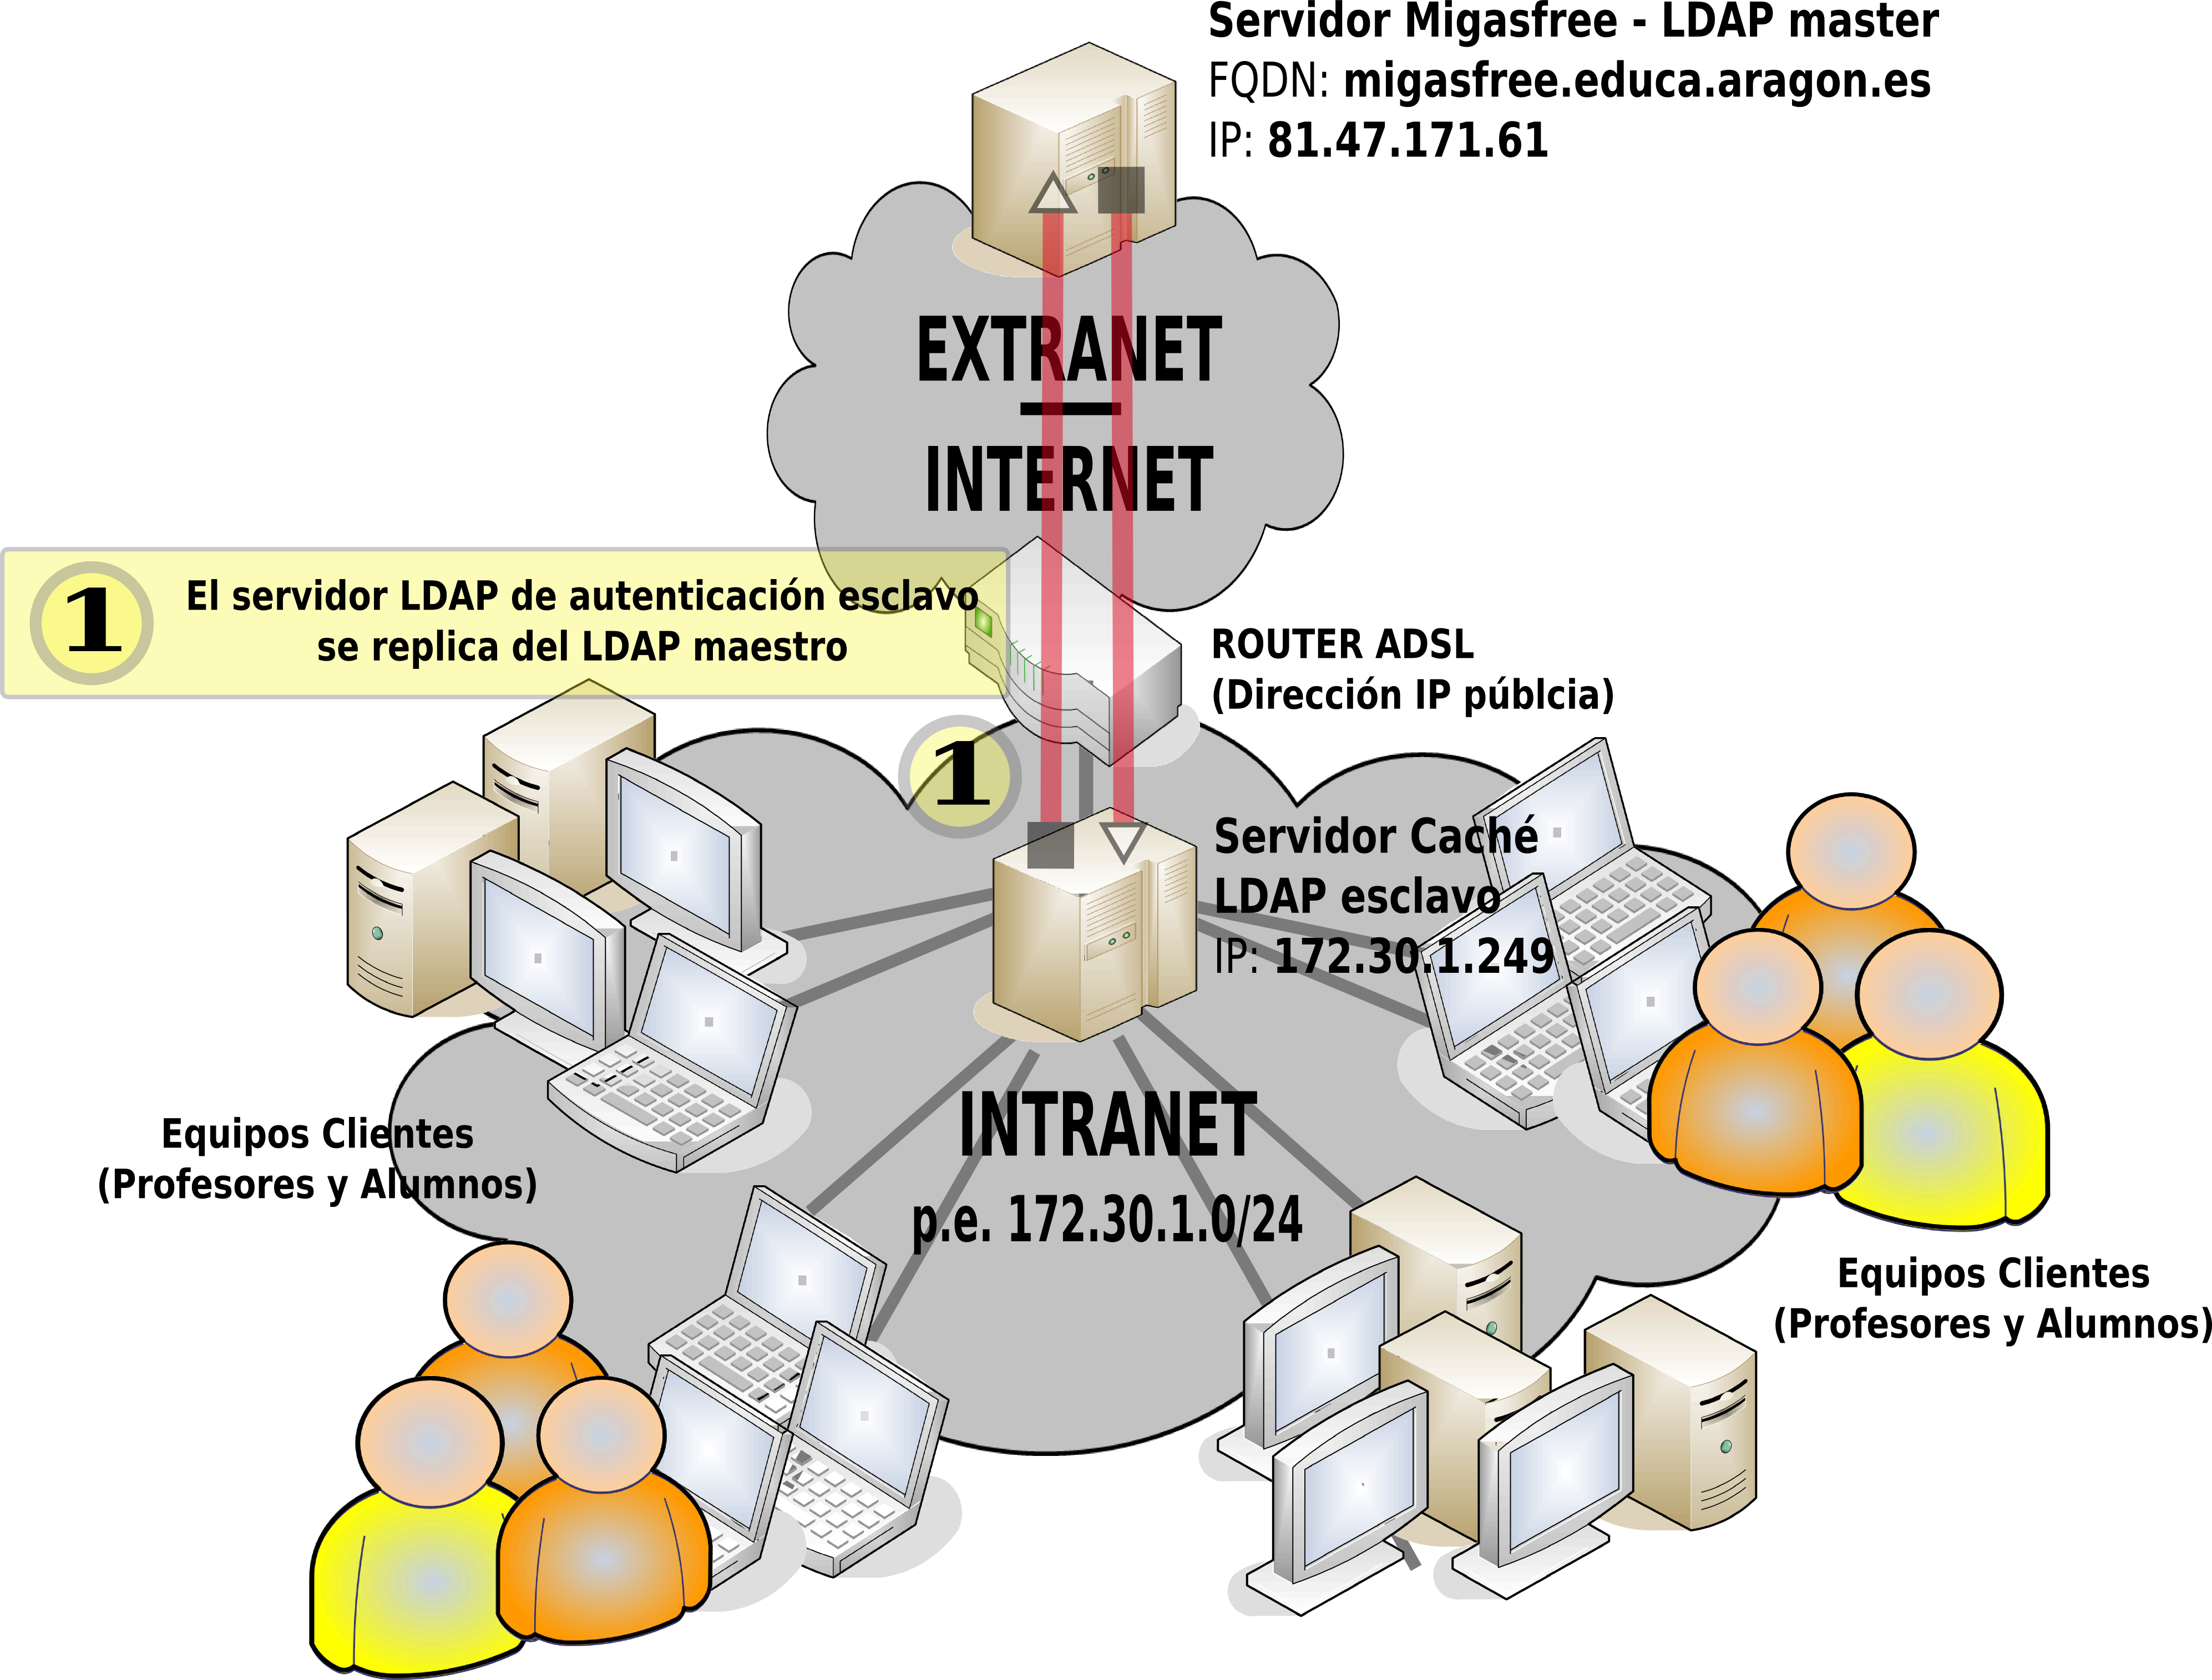 Servidor Migasfree - LDAP master
FQDN: migasfree.educa.aragon.es
IP: 81.47.171.61
EXTRANET
INTERNET
1
El servidor LDAP de autenticación esclavo
se replica del LDAP maestro
ROUTER ADSL
(Dirección IP públcia)
1
Servidor Caché
LDAP esclavo
IP: 172.30.1.249
INTRANET
p.e. 172.30.1.0/24
Equipos Clientes
(Profesores y Alumnos)
Equipos Clientes
(Profesores y Alumnos)